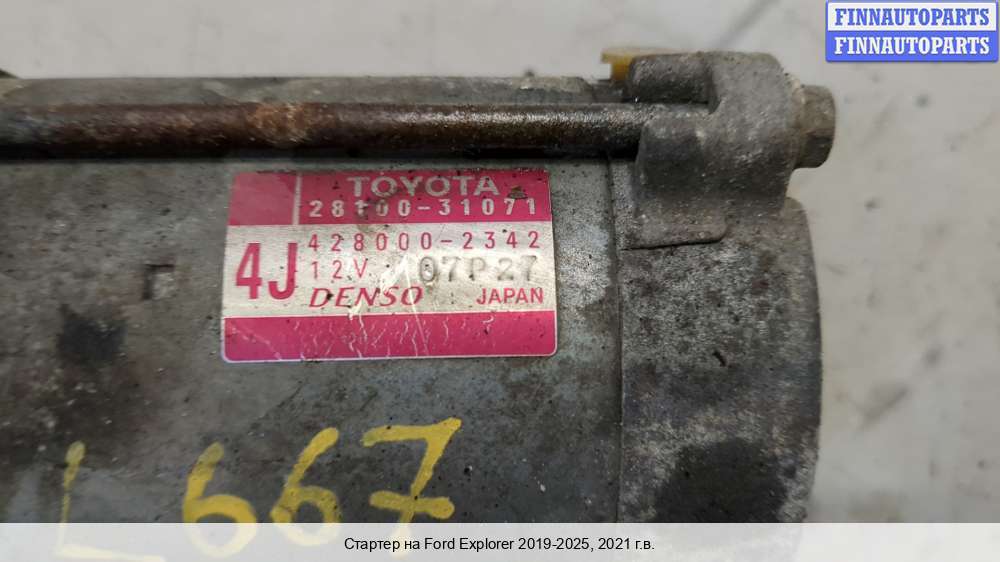 FINNAUTOPARTS
FINNAUTOPARTS
TOYOTA
28100-31071
4J
428000-2342
12V 07P27
DENSO JAPAN
L 667
Стартер на Ford Explorer 2019-2025, 2021 г.в.